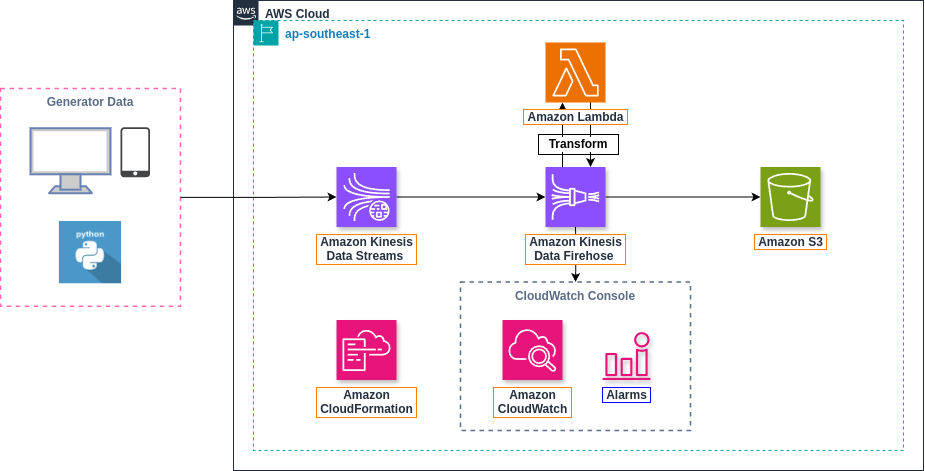 aws
AWS Cloud
ap-southeast-1
Generator Data
python
Amazon Lambda
Transform
Amazon Kinesis
Data Streams
Amazon Kinesis
Data Firehose
Amazon S3
CloudWatch Console
Amazon
CloudFormation
Amazon
CloudWatch
Alarms